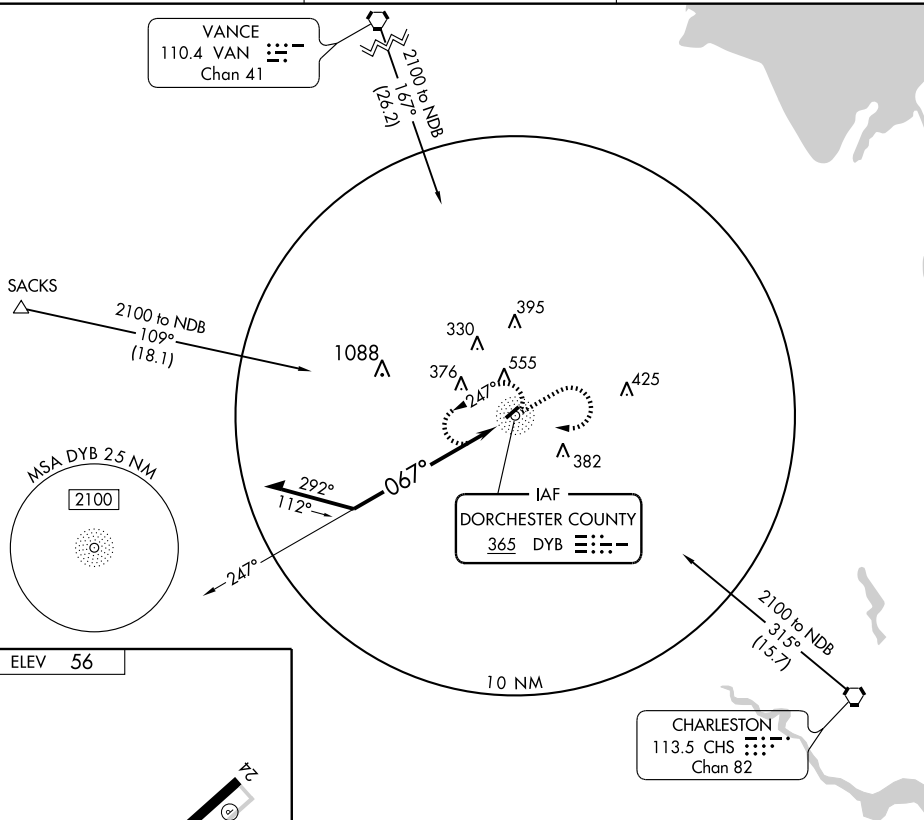 VANCE
110.4 VAN
Chan 41
2100 to NDB
167°
(26.2)
SACKS
2100 to NDB
109°
(18.1)
395
330
1088
376
555
425
247°
382
067°
292°
112°
247°
MSA DYB 25 NM
2100
IAF
DORCHESTER COUNTY
365 DYB
2100 to NDB
315°
(15.7)
10 NM
CHARLESTON
113.5 CHS
Chan 82
ELEV 56
24
P